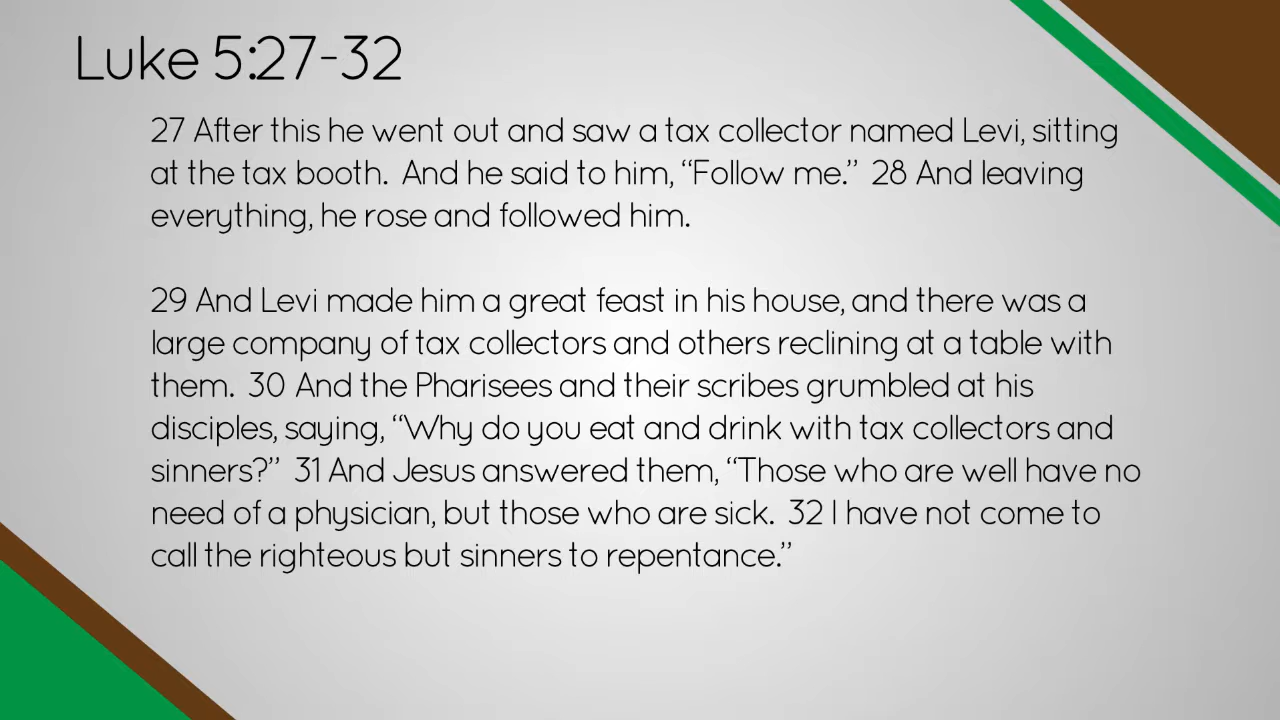 Luke 5:27-32
27 After this he went out and saw a tax collector named Levi, sitting
at the tax booth.  And he said to him, “Follow me.”  28 And leaving
everything, he rose and followed him.
29 And Levi made him a great feast in his house, and there was a
large company of tax collectors and others reclining at a table with
them.  30 And the Pharisees and their scribes grumbled at his
disciples, saying, “Why do you eat and drink with tax collectors and
sinners?”  31 And Jesus answered them, “Those who are well have no
need of a physician, but those who are sick.  32 I have not come to
call the righteous but sinners to repentance.”